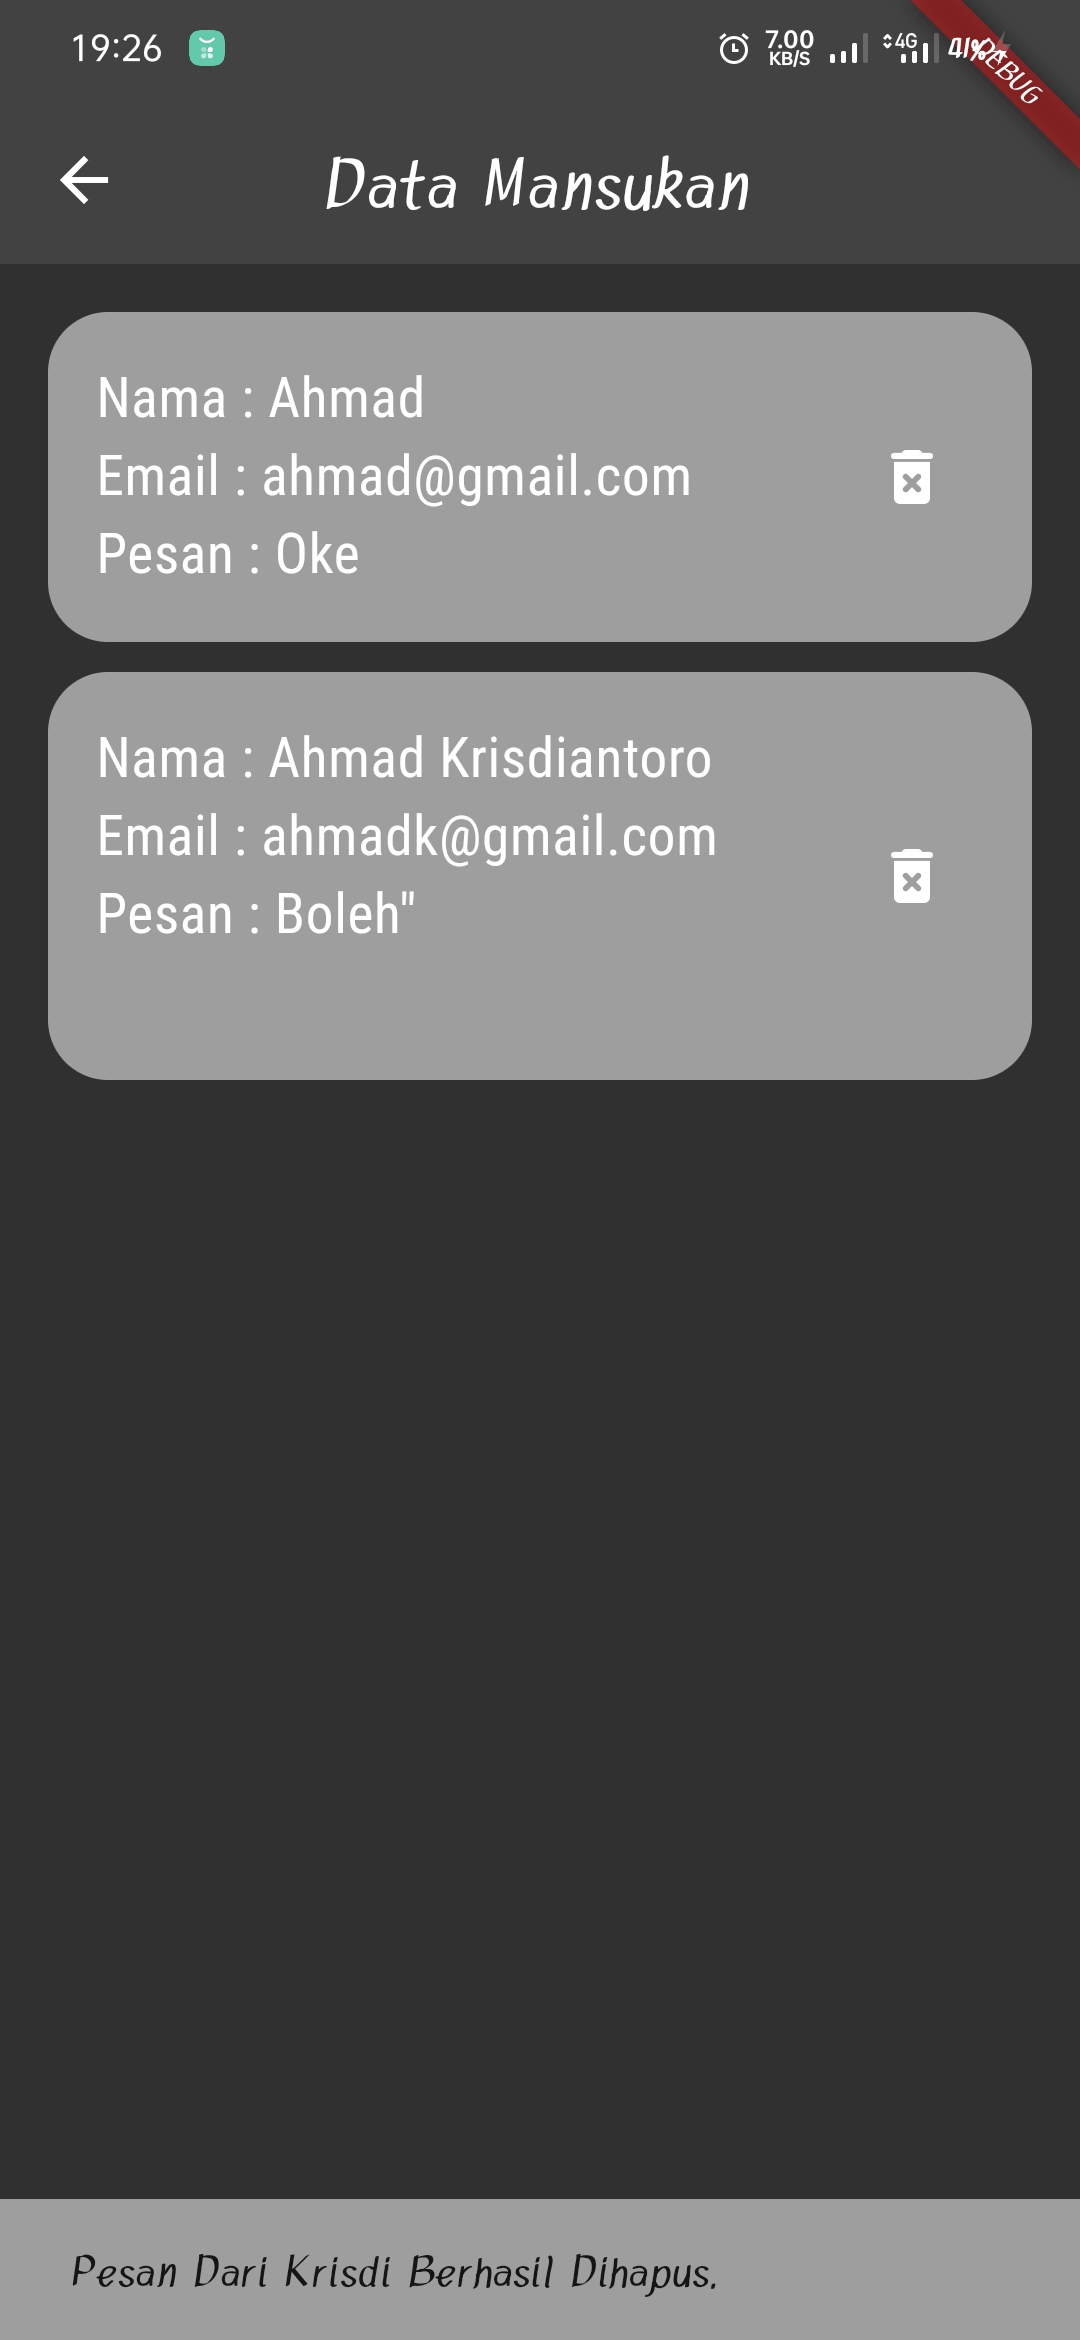 19:26
7.00
KB/S
4G
41%
DEBUG
Data Mansukan
Nama : Ahmad
Email : ahmad@gmail.com
Pesan : Oke
Nama : Ahmad Krisdiantoro
Email : ahmadk@gmail.com
Pesan : Boleh"
Pesan Dari Krisdi Berhasil Dihapus.